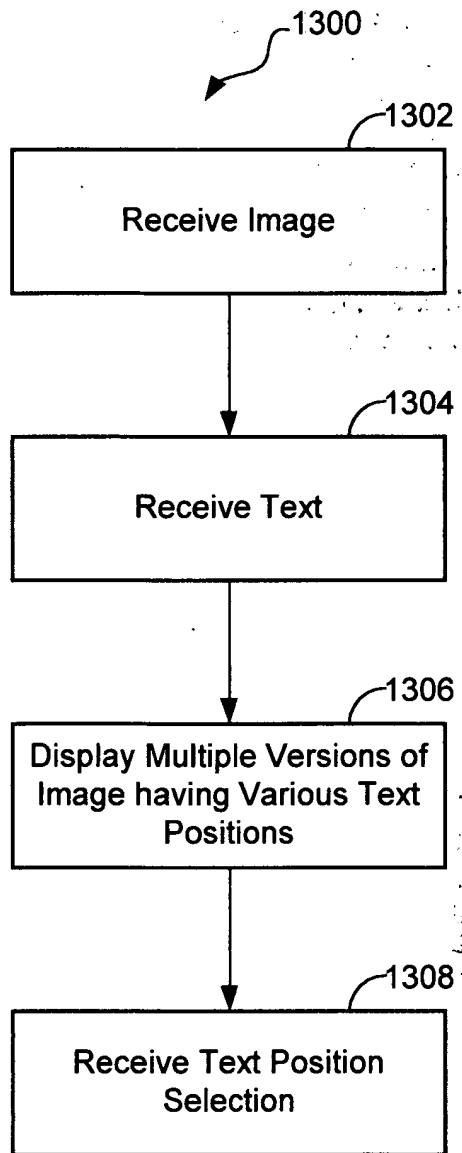 1300
1302
Receive Image
1304
Receive Text
1306
Display Multiple Versions of
Image having Various Text
Positions
1308
Receive Text Position
Selection